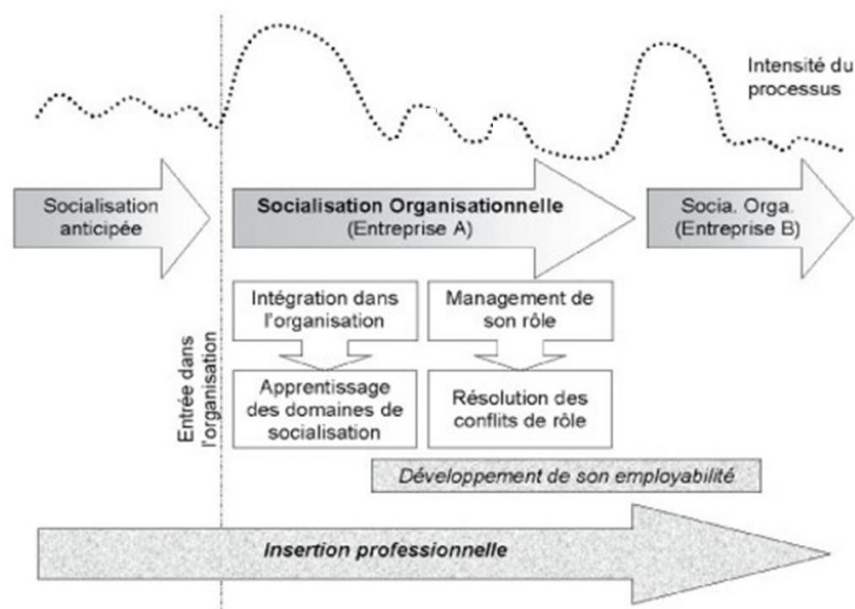 Intensité du
processus
Socialisation
anticipée
Socialisation Organisationnelle
(Entreprise A)
Socia. Orga.
(Entreprise B)
Entrée dans
l'organisation
Intégration dans
l'organisation
Management de
son rôle
Apprentissage
des domaines de
socialisation
Résolution des
conflits de rôle
Développement de son employabilité
Insertion professionnelle